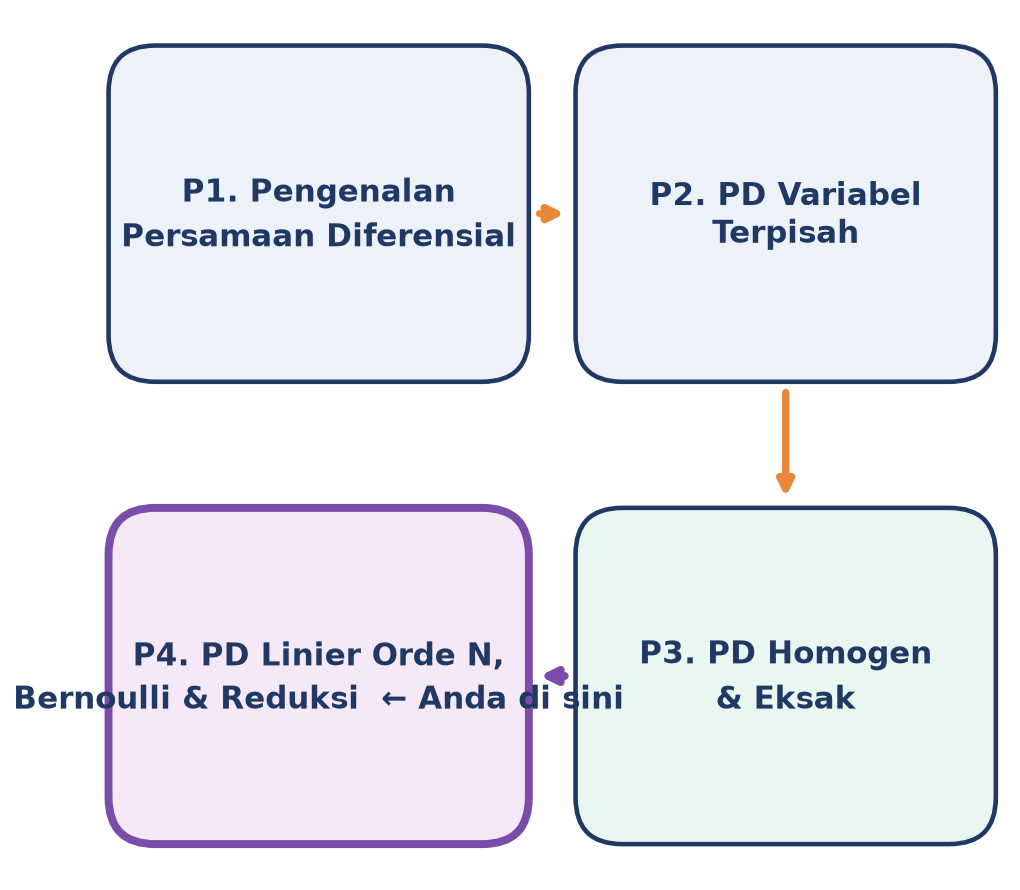 P1. Pengenalan
Persamaan Diferensial
P2. PD Variabel
Terpisah
P3. PD Homogen
& Eksak
P4. PD Linier Orde N,
Bernoulli & Reduksi ← Anda di sini